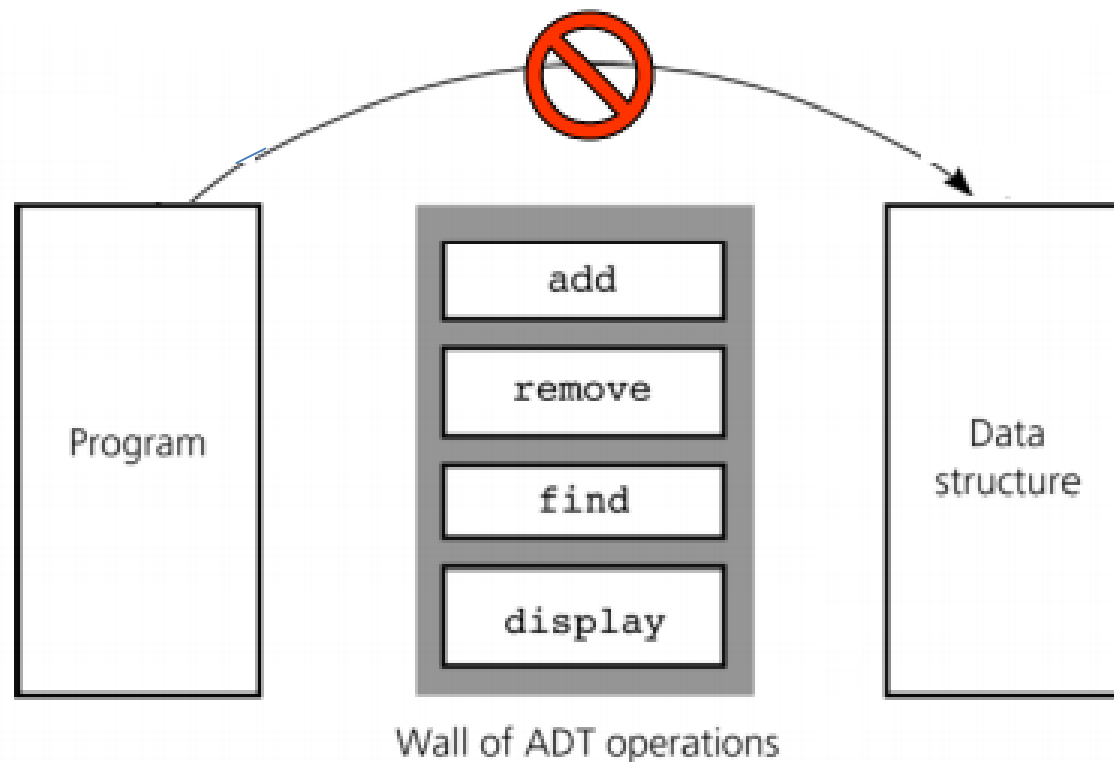 Program
add
remove
find
display
Data
structure
Wall of ADT operations